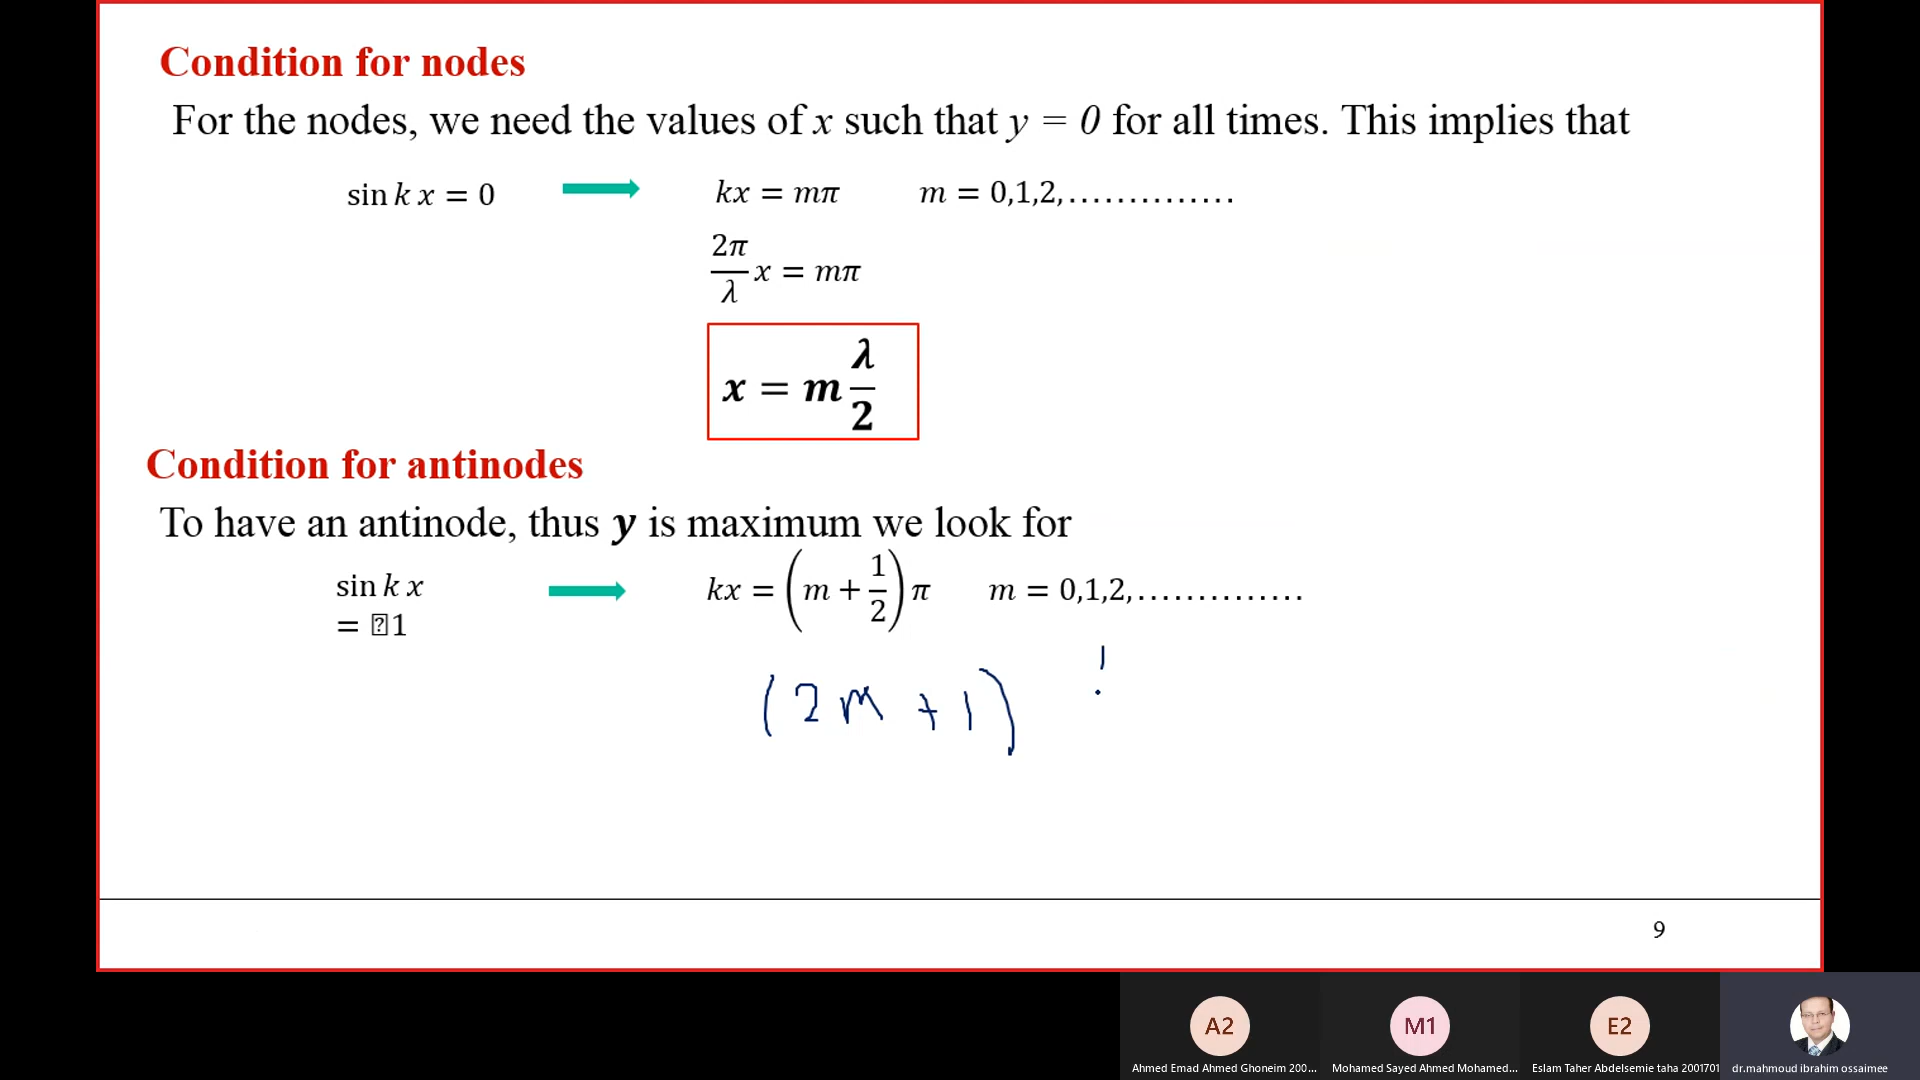 Condition for nodes
For the nodes, we need the values of x such that y = 0 for all times. This implies that
sin k x = 0 kx = mπ m = 0,1,2,..............
2π/λ x = mπ
x = m λ/2
Condition for antinodes
To have an antinode, thus y is maximum we look for
sin k x kx = (m + 1/2) π m = 0,1,2,..............
= 1
(2m + 1) !
9
A2 M1 E2
Ahmed Emad Ahmed Ghoneim 200... Mohamed Sayed Ahmed Mohamed... Eslam Taher Abdelsemie taha 2001701 dr.mahmoud ibrahim ossaimee